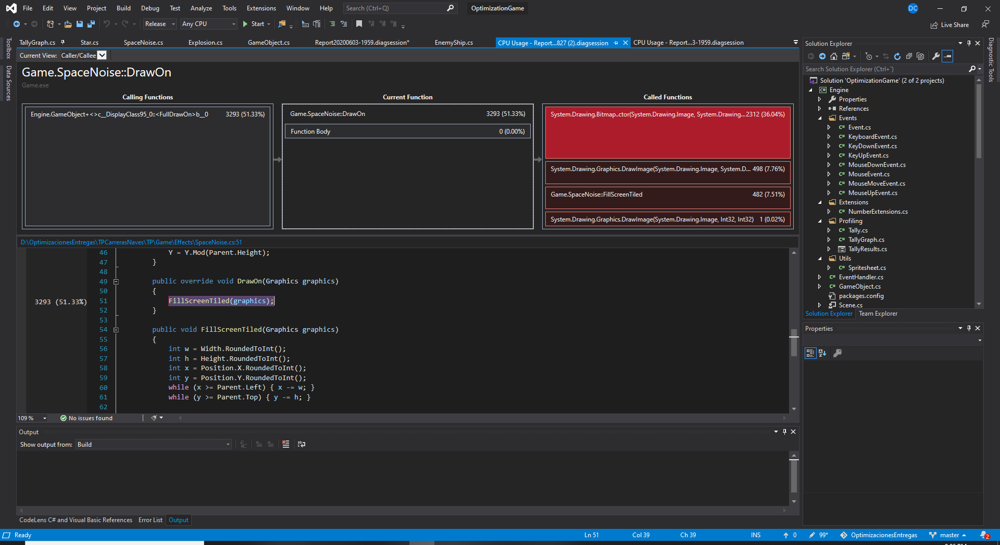 File Edit View Project Build Debug Test Analyze Tools Extensions Window Help Search (Ctrl+Q) OptimizationGame DC
Release Any CPU Start Live Share
TallyGraph.cs Star.cs SpaceNoise.cs Explosion.cs GameObject.cs Report20200603-1959.diagsession* EnemyShip.cs CPU Usage - Report...827 (2).diagsession CPU Usage - Report...3-1959.diagsession
Toolbox
Data Sources
Current View: Caller/Callee
Game.SpaceNoise::DrawOn
Game.exe
Calling Functions Current Function Called Functions
Engine.GameObject+<>c__DisplayClass95_0::<FullDrawOn>b__0 3293 (51.33%)
Game.SpaceNoise::DrawOn 3293 (51.33%)
Function Body 0 (0.00%)
System.Drawing.Bitmap..ctor(System.Drawing.Image, System.Drawing...2312 (36.04%)
System.Drawing.Graphics.DrawImage(System.Drawing.Image, System.D... 498 (7.76%)
Game.SpaceNoise::FillScreenTiled 482 (7.51%)
System.Drawing.Graphics.DrawImage(System.Drawing.Image, Int32, Int32) 1 (0.02%)
D:\OptimizacionesEntregas\TPCarrerasNaves\TP\Game\Effects\SpaceNoise.cs:51
46 Y = Y.Mod(Parent.Height);
47 }
48
49 public override void DrawOn(Graphics graphics)
50 {
3293 (51.33%) 51 FillScreenTiled(graphics);
52 }
53
54 public void FillScreenTiled(Graphics graphics)
55 {
56 int w = Width.RoundedToInt();
57 int h = Height.RoundedToInt();
58 int x = Position.X.RoundedToInt();
59 int y = Position.Y.RoundedToInt();
60 while (x >= Parent.Left) { x -= w; }
61 while (y >= Parent.Top) { y -= h; }
62
109 % No issues found
Output
Show output from: Build
CodeLens C# and Visual Basic References Error List Output
Solution Explorer
Search Solution Explorer (Ctrl+¨)
Solution 'OptimizationGame' (2 of 2 projects)
Engine
Properties
References
Events
C# Event.cs
C# KeyboardEvent.cs
C# KeyDownEvent.cs
C# KeyUpEvent.cs
C# MouseDownEvent.cs
C# MouseEvent.cs
C# MouseMoveEvent.cs
C# MouseUpEvent.cs
Extensions
C# NumberExtensions.cs
Profiling
C# Tally.cs
C# TallyGraph.cs
TallyResults.cs
Utils
C# Spritesheet.cs
C# EventHandler.cs
C# GameObject.cs
packages.config
Scene.cs
Solution Explorer Team Explorer
Properties
Diagnostic Tools
Ready Ln 51 Col 39 Ch 39 INS 0 99* OptimizacionesEntregas master 2